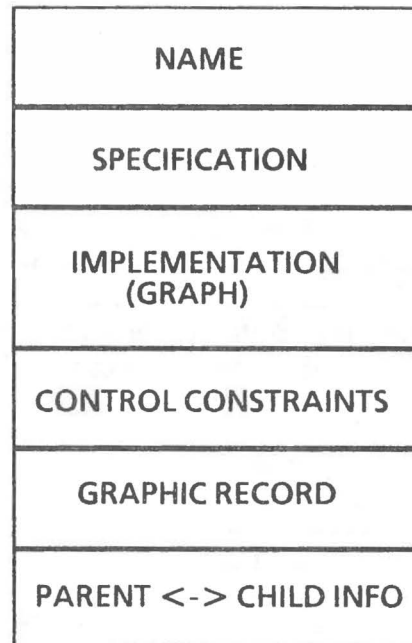 NAME
SPECIFICATION
IMPLEMENTATION
(GRAPH)
CONTROL CONSTRAINTS
GRAPHIC RECORD
PARENT <-> CHILD INFO